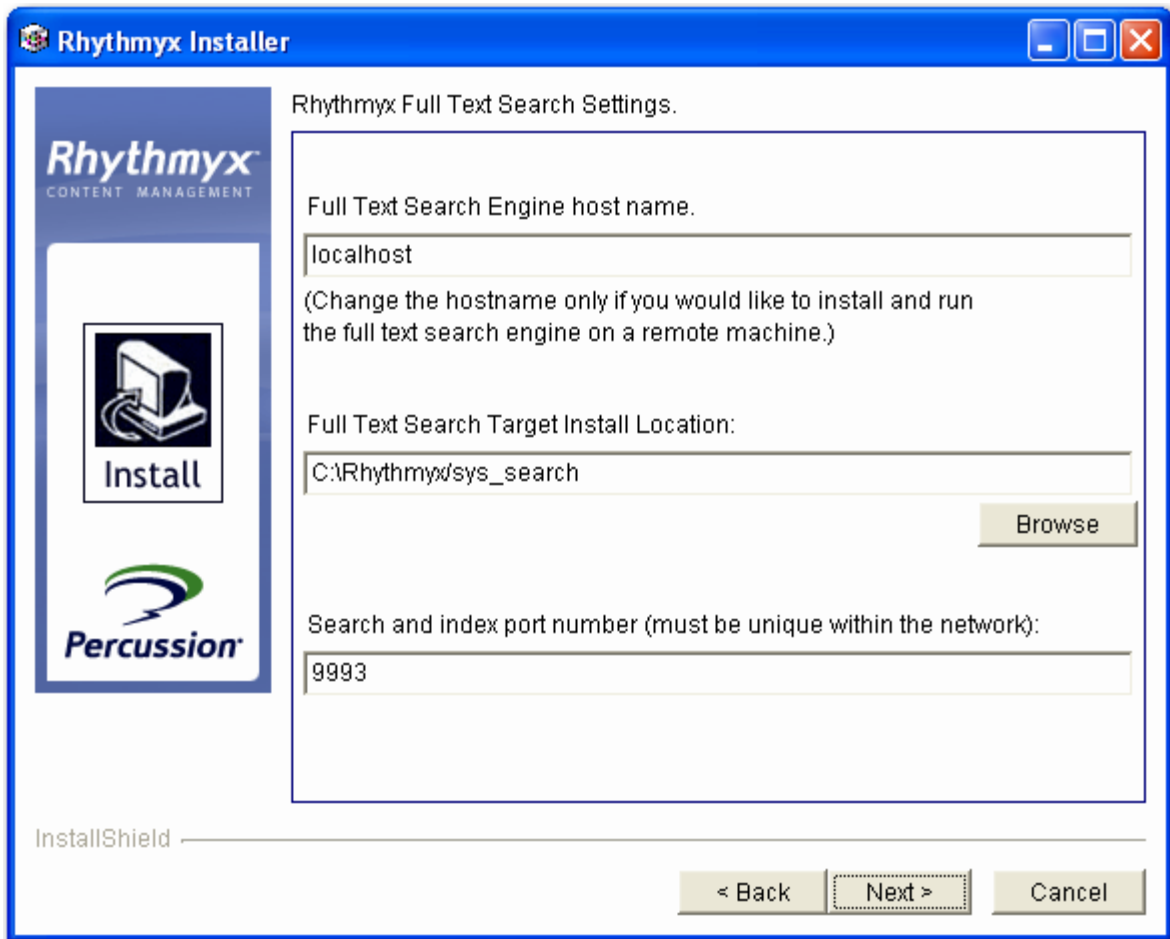 Rhythmyx Installer
Rhythmyx
CONTENT MANAGEMENT
Install
Percussion
Rhythmyx Full Text Search Settings.
Full Text Search Engine host name.
localhost
(Change the hostname only if you would like to install and run
the full text search engine on a remote machine.)
Full Text Search Target Install Location:
C:\Rhythmyx/sys_search
Browse
Search and index port number (must be unique within the network):
9993
InstallShield
< Back
Next >
Cancel